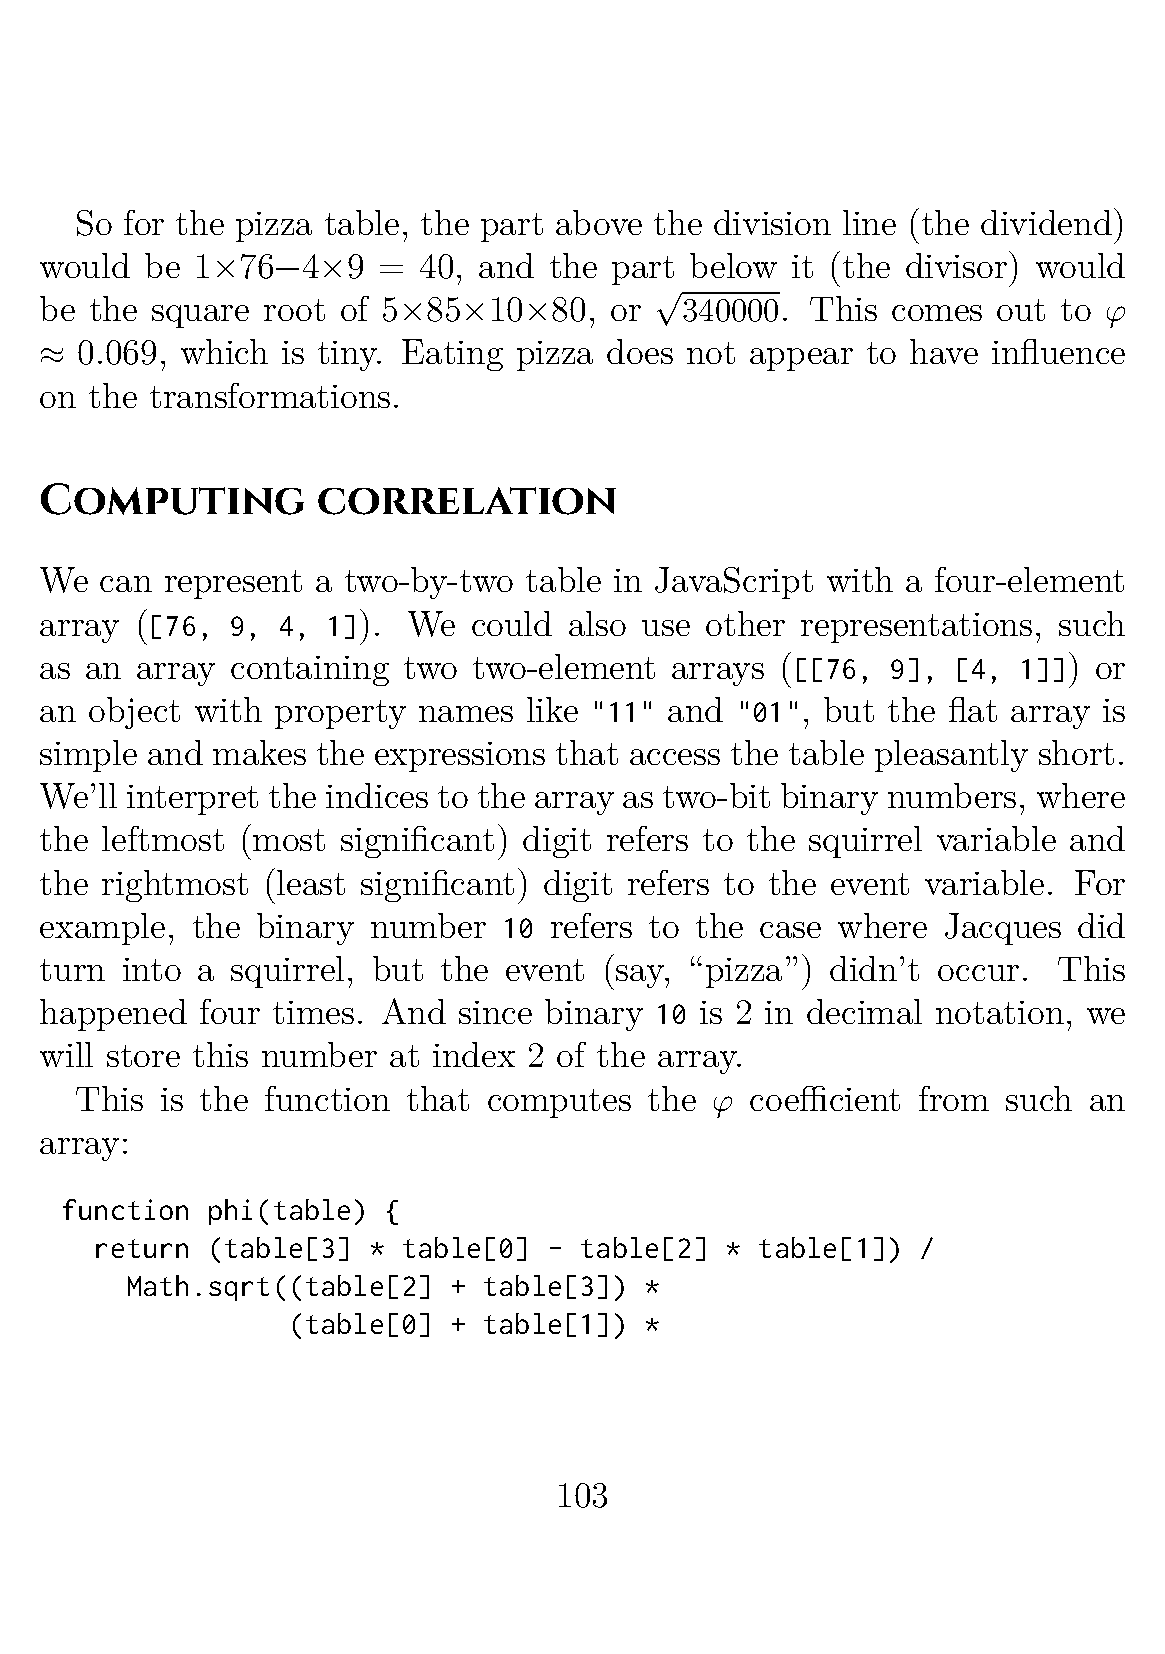 So for the pizza table, the part above the division line (the dividend)
would be 1×76−4×9 = 40, and the part below it (the divisor) would
be the square root of 5×85×10×80, or √340000. This comes out to φ
≈ 0.069, which is tiny. Eating pizza does not appear to have influence
on the transformations.
Computing correlation
We can represent a two-by-two table in JavaScript with a four-element
array ([76, 9, 4, 1]). We could also use other representations, such
as an array containing two two-element arrays ([[76, 9], [4, 1]]) or
an object with property names like "11" and "01", but the flat array is
simple and makes the expressions that access the table pleasantly short.
We'll interpret the indices to the array as two-bit binary numbers, where
the leftmost (most significant) digit refers to the squirrel variable and
the rightmost (least significant) digit refers to the event variable. For
example, the binary number 10 refers to the case where Jacques did
turn into a squirrel, but the event (say, “pizza”) didn't occur. This
happened four times. And since binary 10 is 2 in decimal notation, we
will store this number at index 2 of the array.
This is the function that computes the φ coefficient from such an
array:
function phi(table) {
  return (table[3] * table[0] - table[2] * table[1]) /
    Math.sqrt((table[2] + table[3]) *
              (table[0] + table[1]) *
103